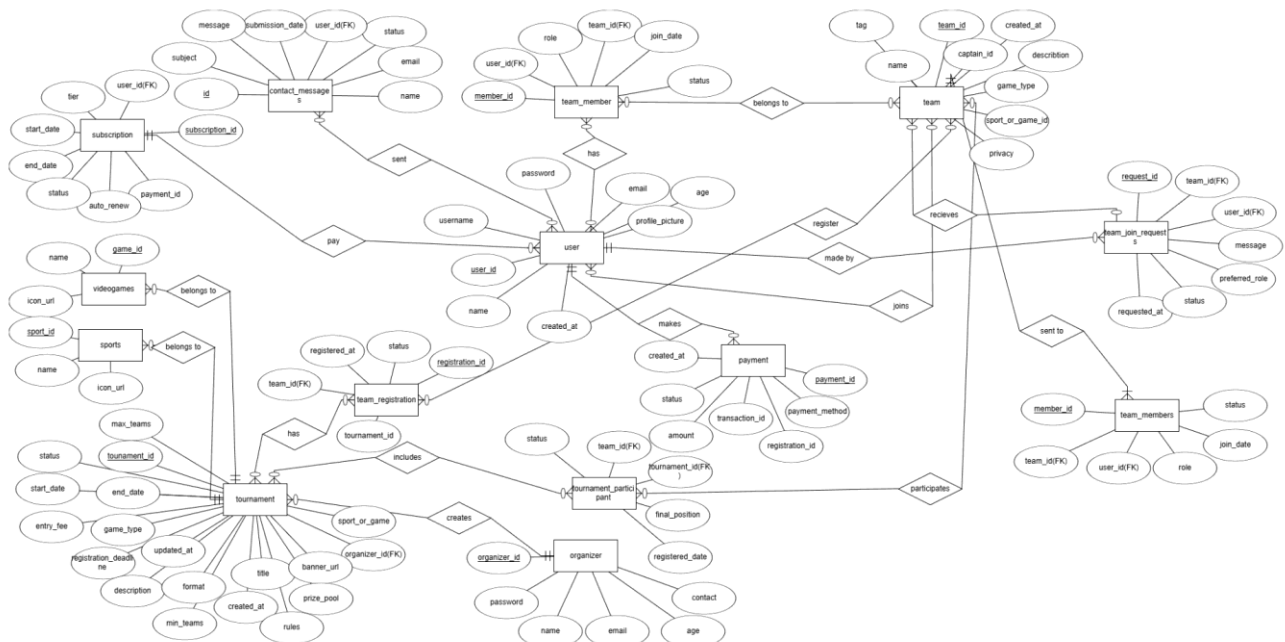 message
submission_date
user_id(FK)
status
subject
email
id
contact_message
s
name
tier
user_id(FK)
start_date
subscription
subscription_id
end_date
status
auto_renew
payment_id
role
team_id(FK)
join_date
user_id(FK)
status
member_id
team_member
belongs to
tag
team_id
created_at
captain_id
name
describtion
game_type
team
sport_or_game_id
privacy
sent
has
password
email
age
username
profile_picture
user
user_id
name
created_at
pay
register
recieves
made by
joins
request_id
team_id(FK)
user_id(FK)
team_join_request
s
message
preferred_role
status
requested_at
game_id
name
videogames
icon_url
belongs to
sport_id
sports
name
icon_url
belongs to
makes
created_at
payment
payment_id
status
payment_method
transaction_id
amount
registration_id
sent to
member_id
team_members
status
join_date
team_id(FK)
user_id(FK)
role
registered_at
status
registration_id
team_id(FK)
team_registration
tournament_id
has
includes
status
team_id(FK)
tournament_id(FK
)
tournament_partici
pant
final_position
registered_date
participates
max_teams
status
tounament_id
start_date
end_date
tournament
entry_fee
game_type
sport_or_game
registration_deadli
ne
updated_at
organizer_id(FK)
description
format
title
banner_url
min_teams
created_at
prize_pool
rules
creates
organizer
organizer_id
password
contact
name
email
age